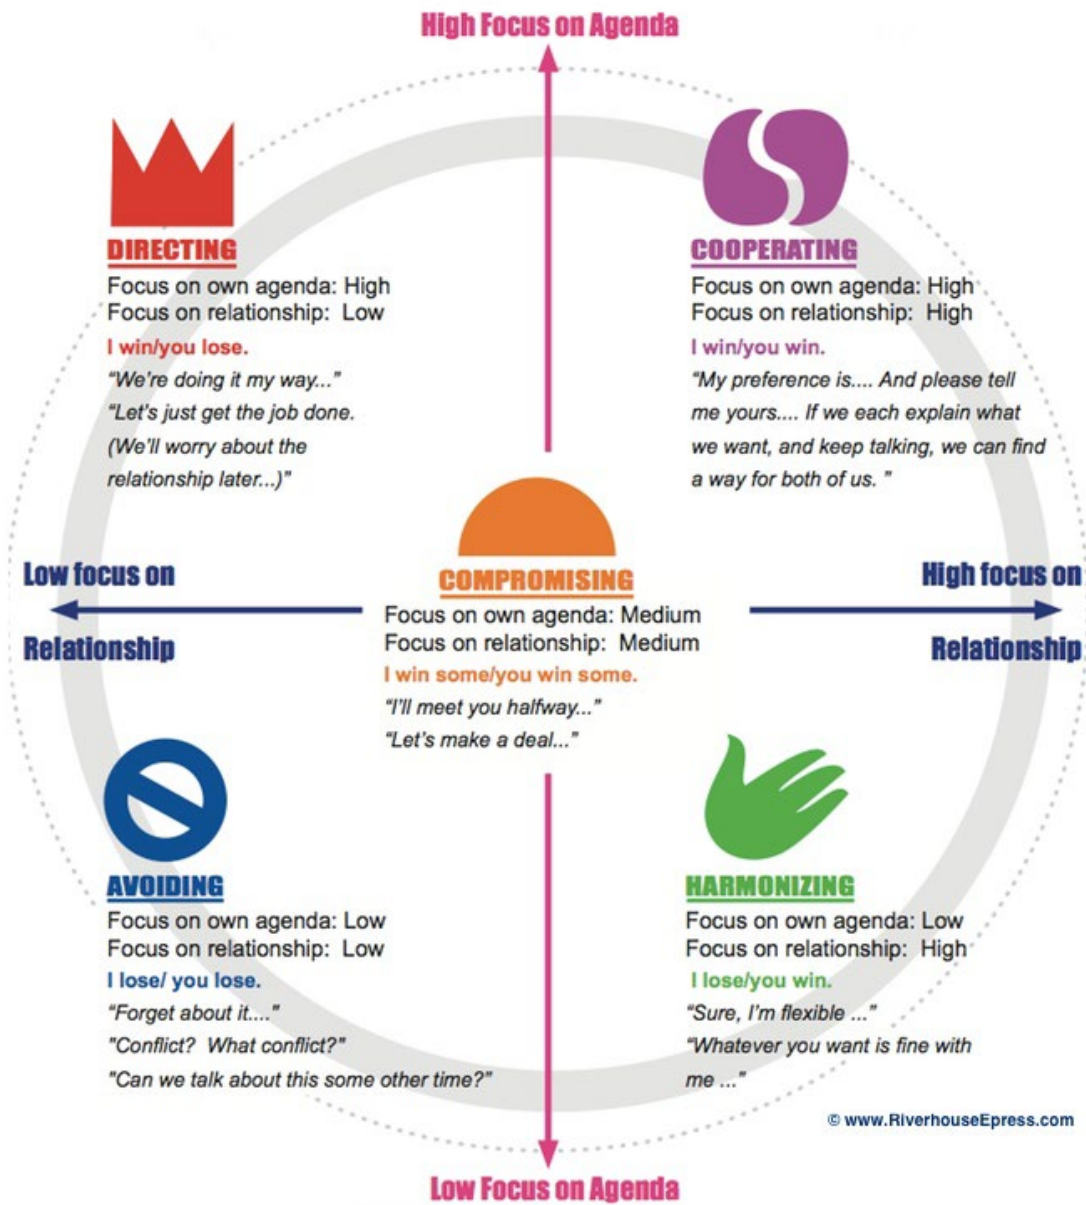 High Focus on Agenda
DIRECTING
Focus on own agenda: High
Focus on relationship:  Low
I win/you lose.
“We're doing it my way...”
“Let's just get the job done.
(We'll worry about the
relationship later...)”
COOPERATING
Focus on own agenda: High
Focus on relationship:  High
I win/you win.
“My preference is.... And please tell
me yours.... If we each explain what
we want, and keep talking, we can find
a way for both of us. ”
Low focus on
Relationship
COMPROMISING
Focus on own agenda: Medium
Focus on relationship:  Medium
I win some/you win some.
“I'll meet you halfway...”
“Let's make a deal...”
High focus on
Relationship
AVOIDING
Focus on own agenda: Low
Focus on relationship:  Low
I lose/ you lose.
“Forget about it....”
"Conflict?  What conflict?"
"Can we talk about this some other time?”
HARMONIZING
Focus on own agenda: Low
Focus on relationship:  High
I lose/you win.
“Sure, I'm flexible ...”
“Whatever you want is fine with
me ...”
© www.RiverhouseEpress.com
Low Focus on Agenda